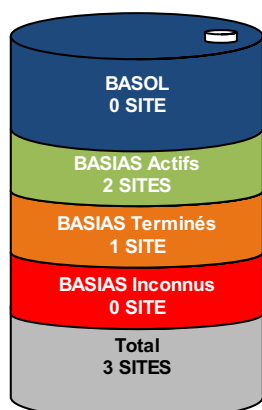 BASOL
0 SITE
BASIAS Actifs
2 SITES
BASIAS Terminés
1 SITE
BASIAS Inconnus
0 SITE
Total
3 SITES